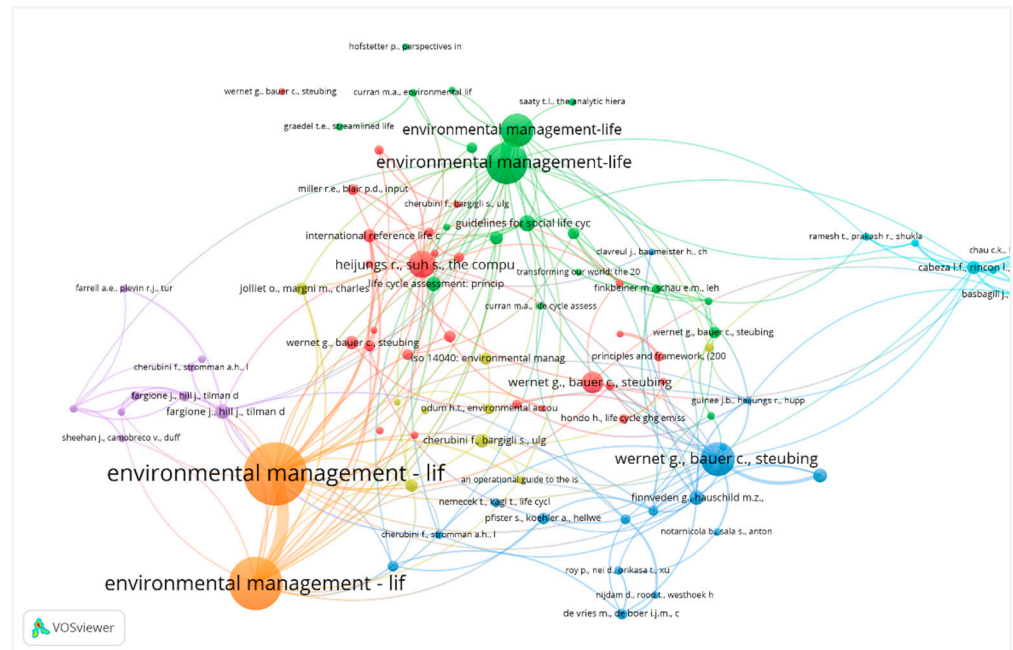 hofstetter p., perspectives in
wernet g., bauer c., steubing
curran m.a., environmental lif
saaty t.l., the analytic hiera
graedel t.e., streamlined life
environmental management-life
environmental management-life
miller r.e., blair p.d., input
cherubini f., bargigli s., ulg
guidelines for social life cyc
international reference life c
ramesh t., prakash r., shukla
clavreul j., baumeister h., ch
chau c.k.,
heijungs r., suh s., the compu
cabeza l.f., rincon l.,
transforming our world: the 20
life cycle assessment: princip
farrell a.e., plevin r.j., tur
jolliet o., margni m., charles
finkbeiner m., schau e.m., leh
basbagill j.,
curran m.a., life cycle assess
wernet g., bauer c., steubing
wernet g., bauer c., steubing
iso 14040: environmental manag
principles and framework, (200
cherubini f., stromman a.h., l
wernet g., bauer c., steubing
fargione j., hill j., tilman d
guinee j.b., heijungs r., hupp
fargione j., hill j., tilman d
odum h.t., environmental accou
hondo h., life cycle ghg emiss
sheehan j., camobreco v., duff
cherubini f., bargigli s., ulg
wernet g., bauer c., steubing
environmental management - lif
an operational guide to the is
finnveden g., hauschild m.z.,
nemecek t., kagi t., life cycl
pfister s., koehler a., hellwe
cherubini f., stromman a.h., l
notarnicola b., sala s., anton
roy p., nei d., orikasa t., xu
environmental management - lif
nijdam d., rood t., westhoek h
de vries m., de boer i.j.m., c
VOSviewer